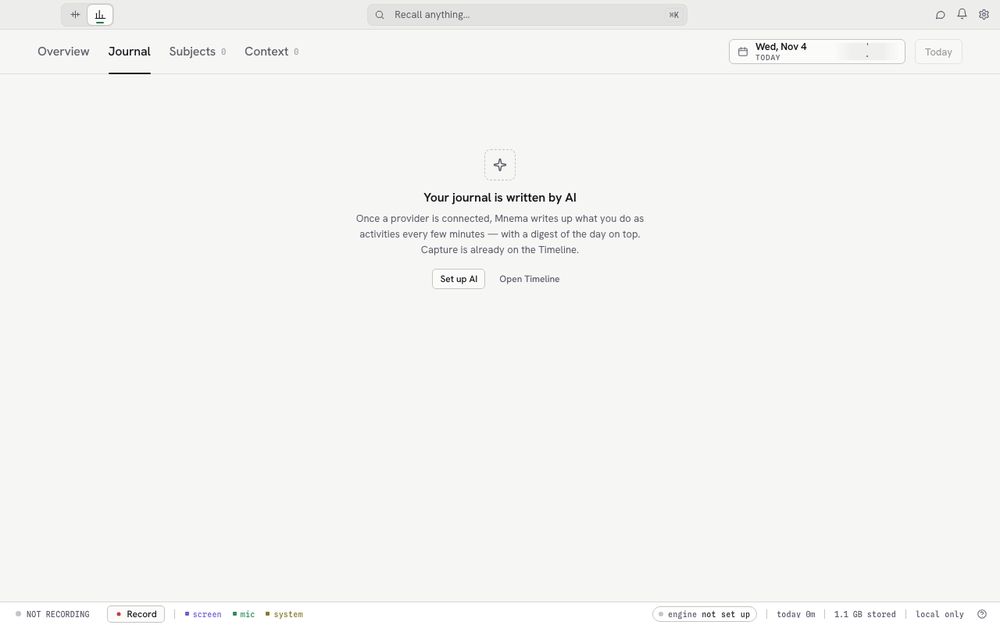 Recall anything...
⌘K
Overview
Journal
Subjects 0
Context 0
Wed, Nov 4
TODAY
Today
Your journal is written by AI
Once a provider is connected, Mnema writes up what you do as
activities every few minutes — with a digest of the day on top.
Capture is already on the Timeline.
Set up AI
Open Timeline
NOT RECORDING
Record
screen
mic
system
engine not set up
today 0m
1.1 GB stored
local only